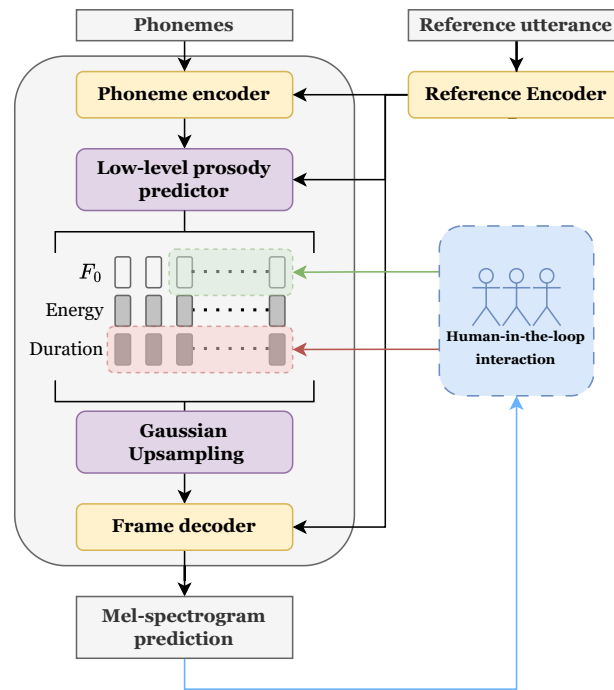 Phonemes
Reference utterance
Phoneme encoder
Reference Encoder
Low-level prosody
predictor
F₀
Energy
Duration
Human-in-the-loop
interaction
Gaussian
Upsampling
Frame decoder
Mel-spectrogram
prediction